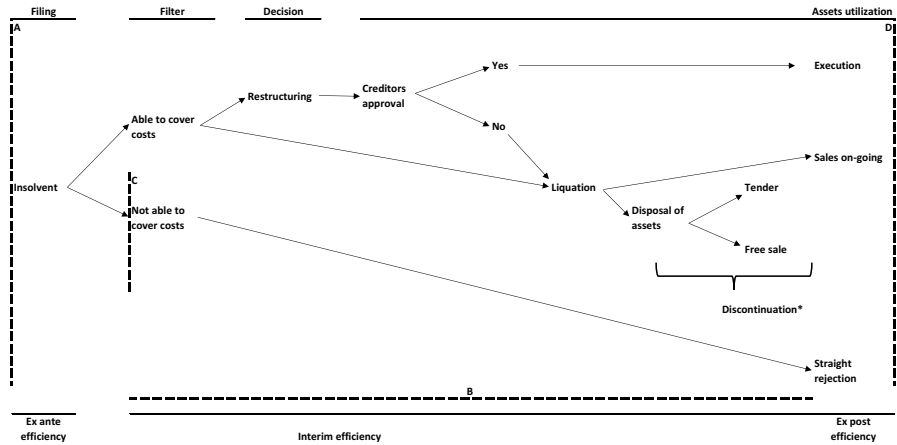 Filing Filter Decision Assets utilization
A D
Yes Execution
Creditors
approval
Restructuring
Able to cover
costs
No
Sales on-going
C
Insolvent
Liquation
Tender
Not able to
cover costs
Disposal of
assets
Free sale
Discontinuation*
Straight
rejection
B
Ex ante
efficiency
Interim efficiency
Ex post
efficiency